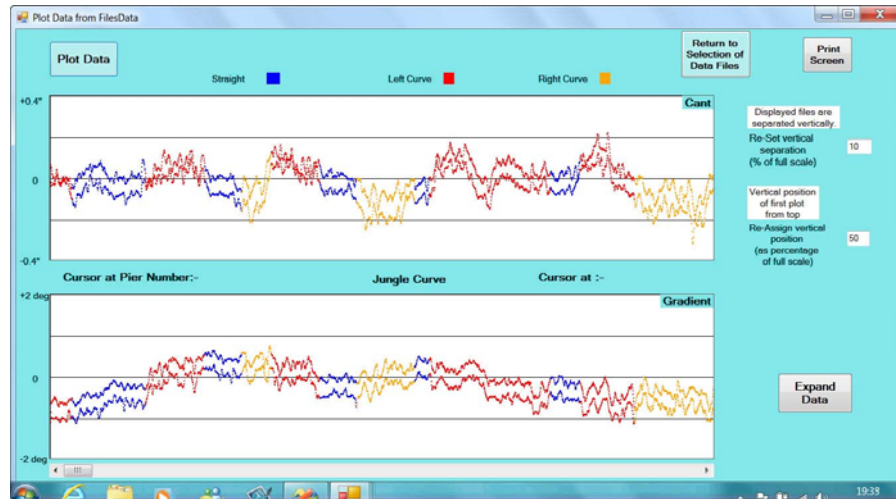 Plot Data from FilesData
Plot Data
Return to
Selection of
Data Files
Print
Screen
Straight
Left Curve
Right Curve
+0.4"
Cant
0
-0.4"
Displayed files are
separated vertically.
Re-Set vertical
separation
(% of full scale)
10
Vertical position
of first plot
from top
Re-Assign vertical
position
(as percentage
of full scale)
50
Cursor at Pier Number:-
Jungle Curve
Cursor at :-
+2 deg
Gradient
0
-2 deg
Expand
Data
19:38